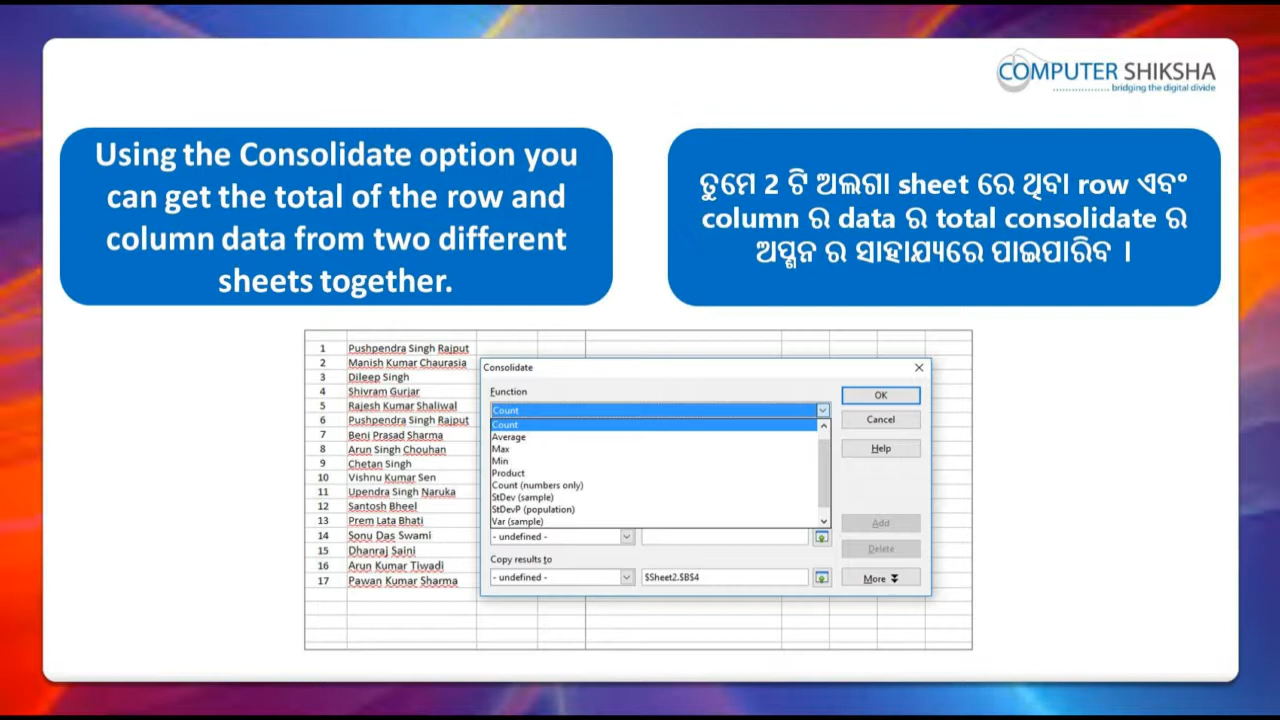 COMPUTER SHIKSHA
bridging the digital divide
Using the Consolidate option you
can get the total of the row and
column data from two different
sheets together.
ତୁମେ 2 ଟି ଅଲଗା sheet ରେ ଥିବା row ଏବଂ
column ର data ର total consolidate ର
ଅପ୍ଶନ ର ସାହାଯ୍ୟରେ ପାଇପାରିବ ।
1 Pushpendra Singh Rajput
2 Manish Kumar Chaurasia
3 Dileep Singh
4 Shivram Gurjar
5 Rajesh Kumar Shaliwal
6 Pushpendra Singh Rajput
7 Beni Prasad Sharma
8 Arun Singh Chouhan
9 Chetan Singh
10 Vishnu Kumar Sen
11 Upendra Singh Naruka
12 Santosh Bheel
13 Prem Lata Bhati
14 Sonu Das Swami
15 Dhanraj Saini
16 Arun Kumar Tiwadi
17 Pawan Kumar Sharma
Consolidate
Function
Count
Count
Average
Max
Min
Product
Count (numbers only)
StDev (sample)
StDevP (population)
Var (sample)
- undefined -
Copy results to
- undefined - $Sheet2.$B$4
OK
Cancel
Help
Add
Delete
More